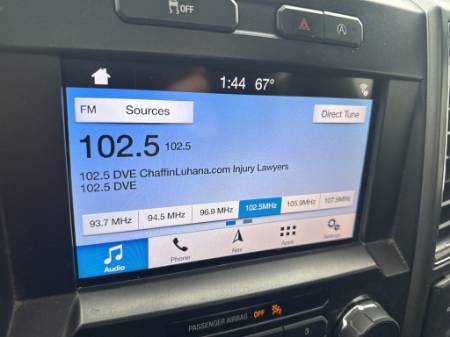 OFF
1:44 67°
FM Sources Direct Tune
102.5 102.5
102.5 DVE ChaffinLuhana.com Injury Lawyers
102.5 DVE
93.7 MHz 94.5 MHz 96.9 MHz 102.5MHz 105.9MHz 107.9MHz
Audio Phone Nav Apps Settings
PASSENGER AIRBAG OFF
3